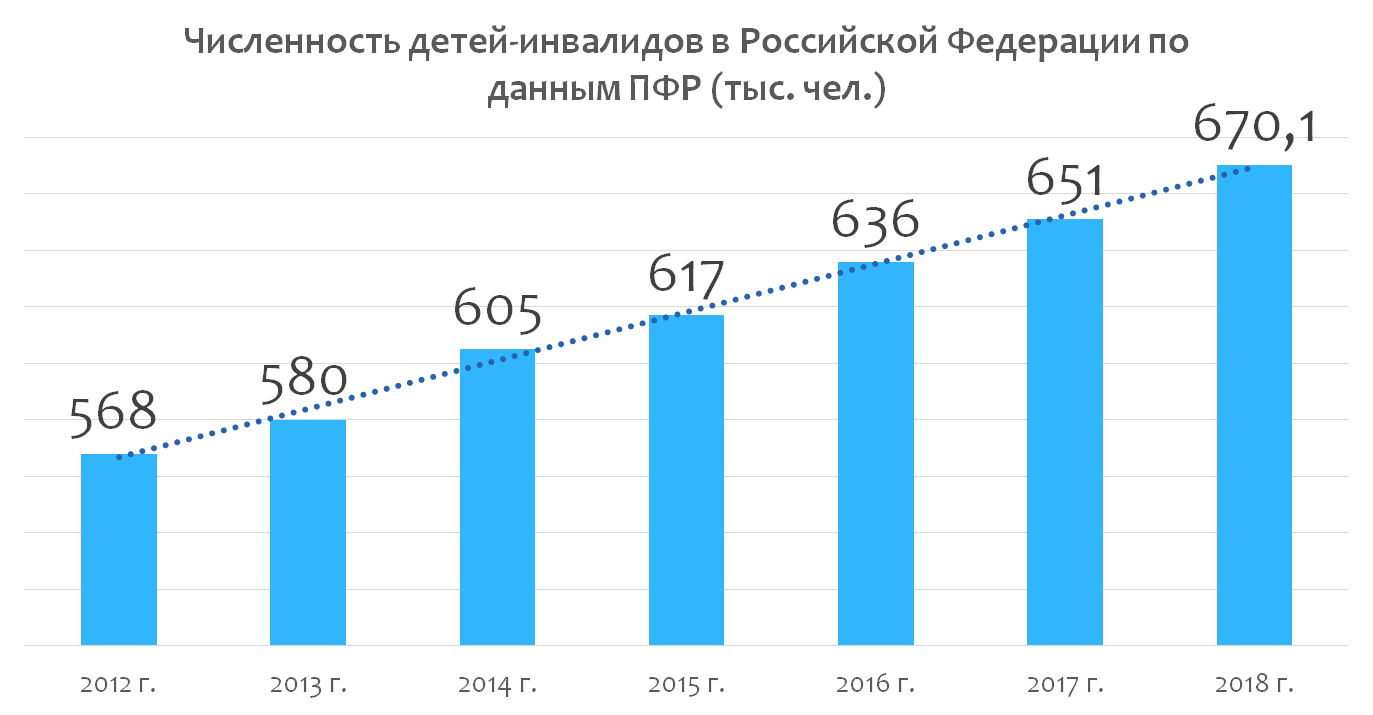 Численность детей-инвалидов в Российской Федерации по
данным ПФР (тыс. чел.)
568
580
605
617
636
651
670,1
2012 г.
2013 г.
2014 г.
2015 г.
2016 г.
2017 г.
2018 г.